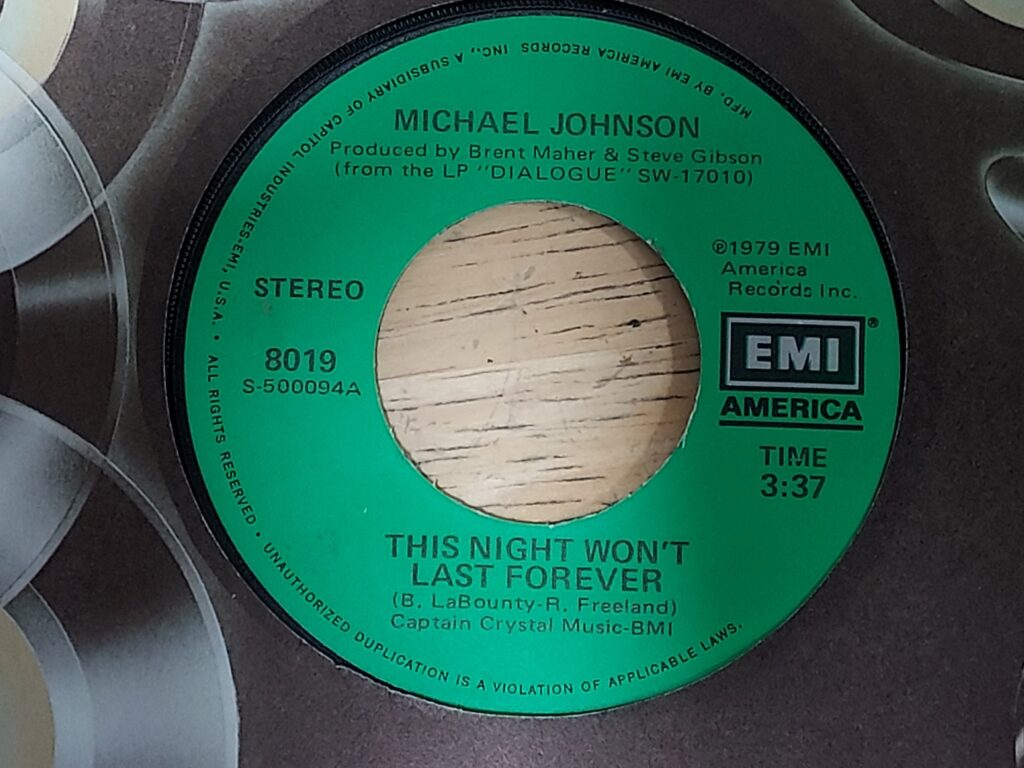 MICHAEL JOHNSON
Produced by Brent Maher & Steve Gibson
(from the LP "DIALOGUE" SW-17010)
STEREO
8019
S-500094A
℗1979 EMI
America
Records Inc.
EMI®
AMERICA
TIME
3:37
THIS NIGHT WON'T
LAST FOREVER
(B. LaBounty-R. Freeland)
Captain Crystal Music-BMI
MFD. BY EMI AMERICA RECORDS INC., A SUBSIDIARY OF CAPITOL INDUSTRIES-EMI, U.S.A. • ALL RIGHTS RESERVED • UNAUTHORIZED DUPLICATION IS A VIOLATION OF APPLICABLE LAWS.